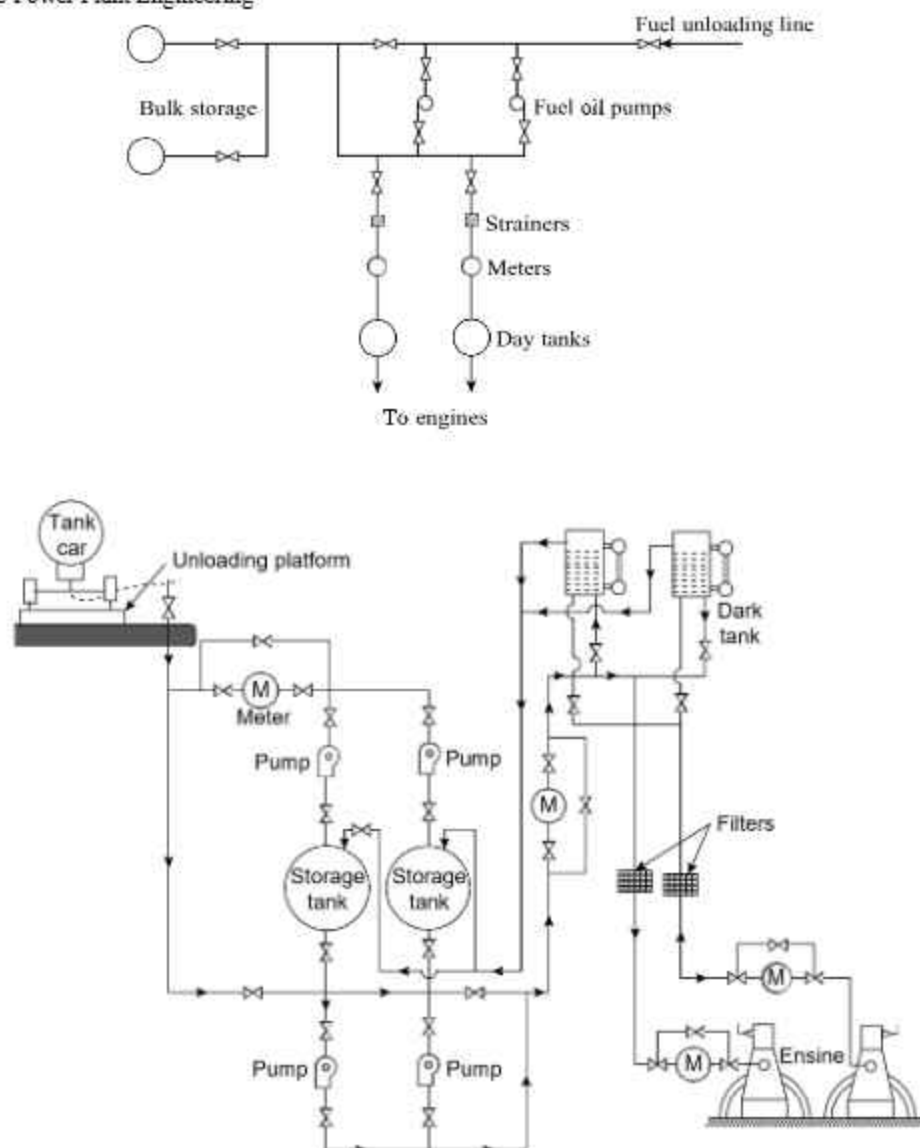 Power Plant Engineering
Fuel unloading line
Bulk storage
Fuel oil pumps
Strainers
Meters
Day tanks
To engines
Tank
car
Unloading platform
Dark
tank
M
Meter
Pump
Pump
M
Filters
Storage
tank
Storage
tank
M
Pump
Pump
M
Ensine